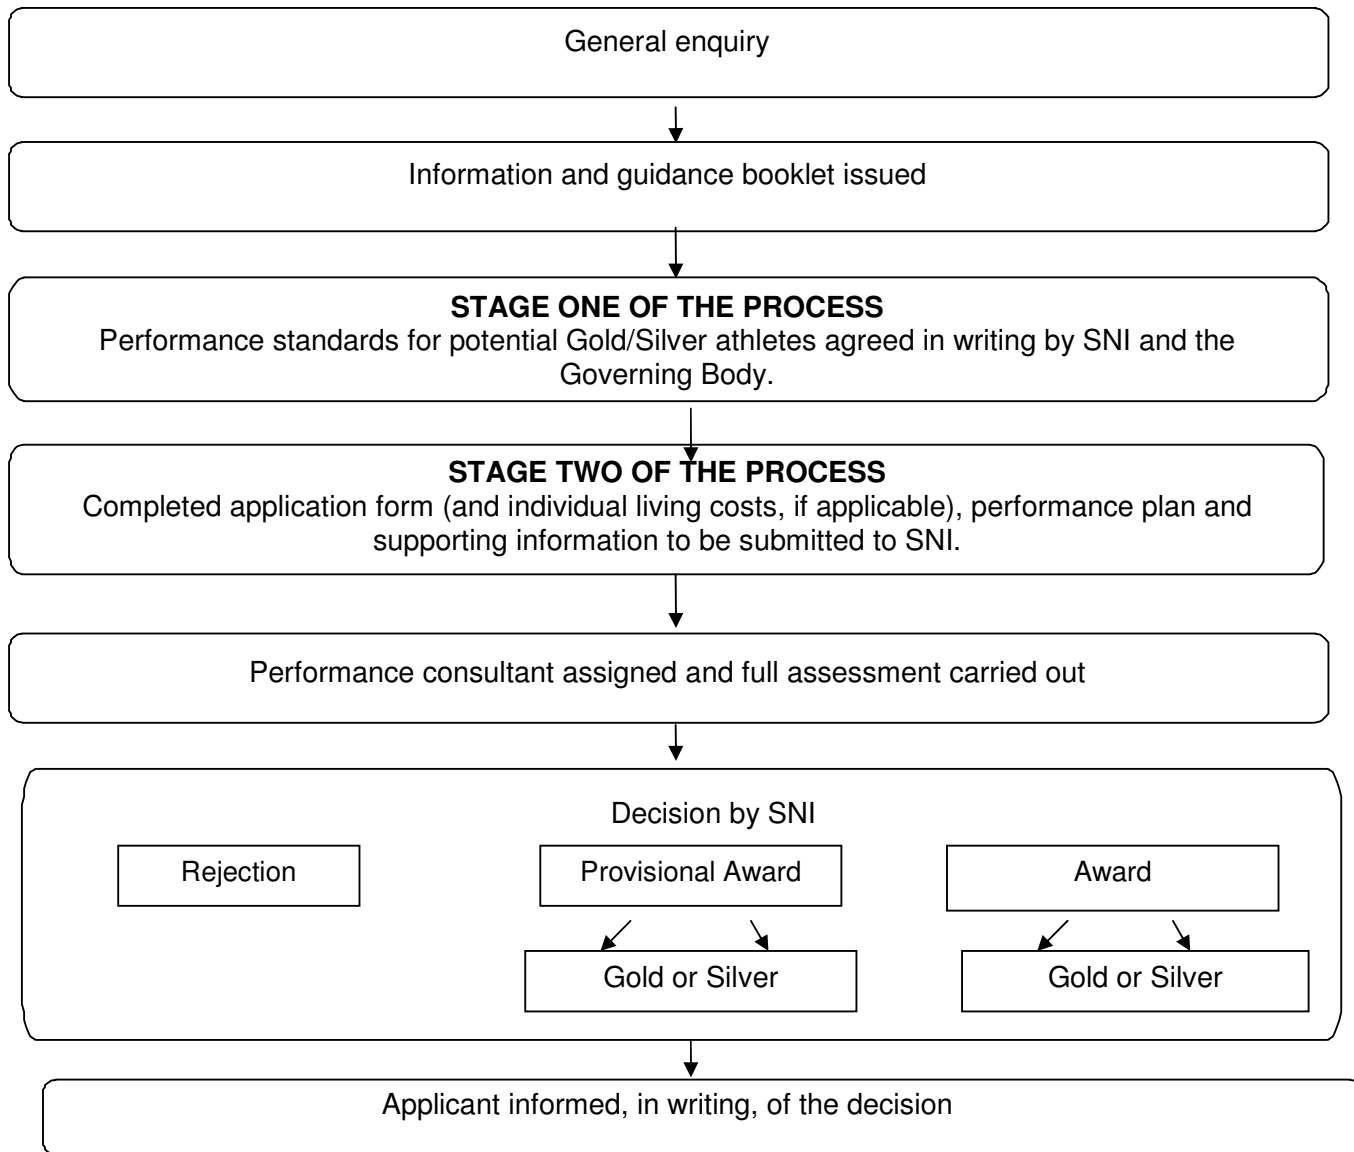 General enquiry
Information and guidance booklet issued
STAGE ONE OF THE PROCESS
Performance standards for potential Gold/Silver athletes agreed in writing by SNI and the
Governing Body.
STAGE TWO OF THE PROCESS
Completed application form (and individual living costs, if applicable), performance plan and
supporting information to be submitted to SNI.
Performance consultant assigned and full assessment carried out
Decision by SNI
Rejection
Provisional Award
Award
Gold or Silver
Gold or Silver
Applicant informed, in writing, of the decision